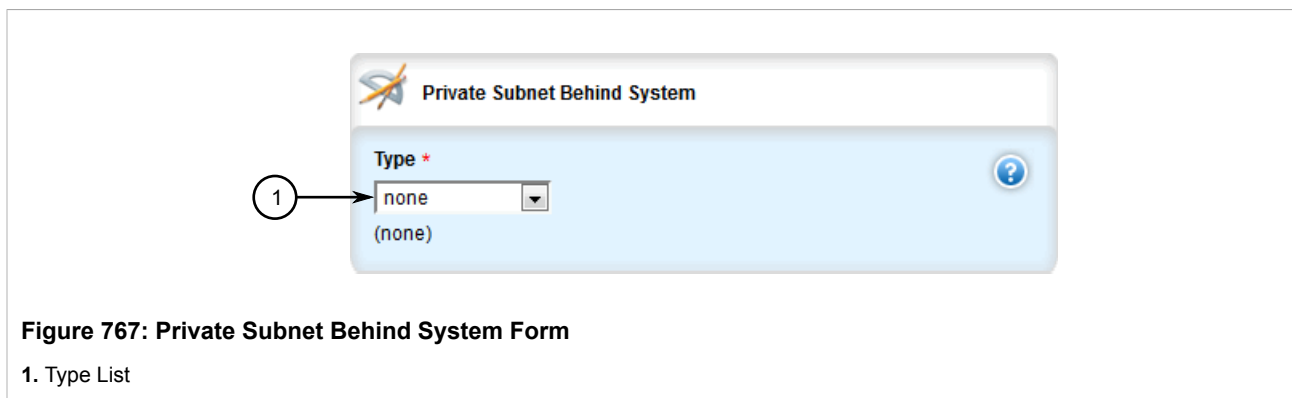 Private Subnet Behind System
Type *
1
none
(none)
?
Figure 767: Private Subnet Behind System Form
1. Type List